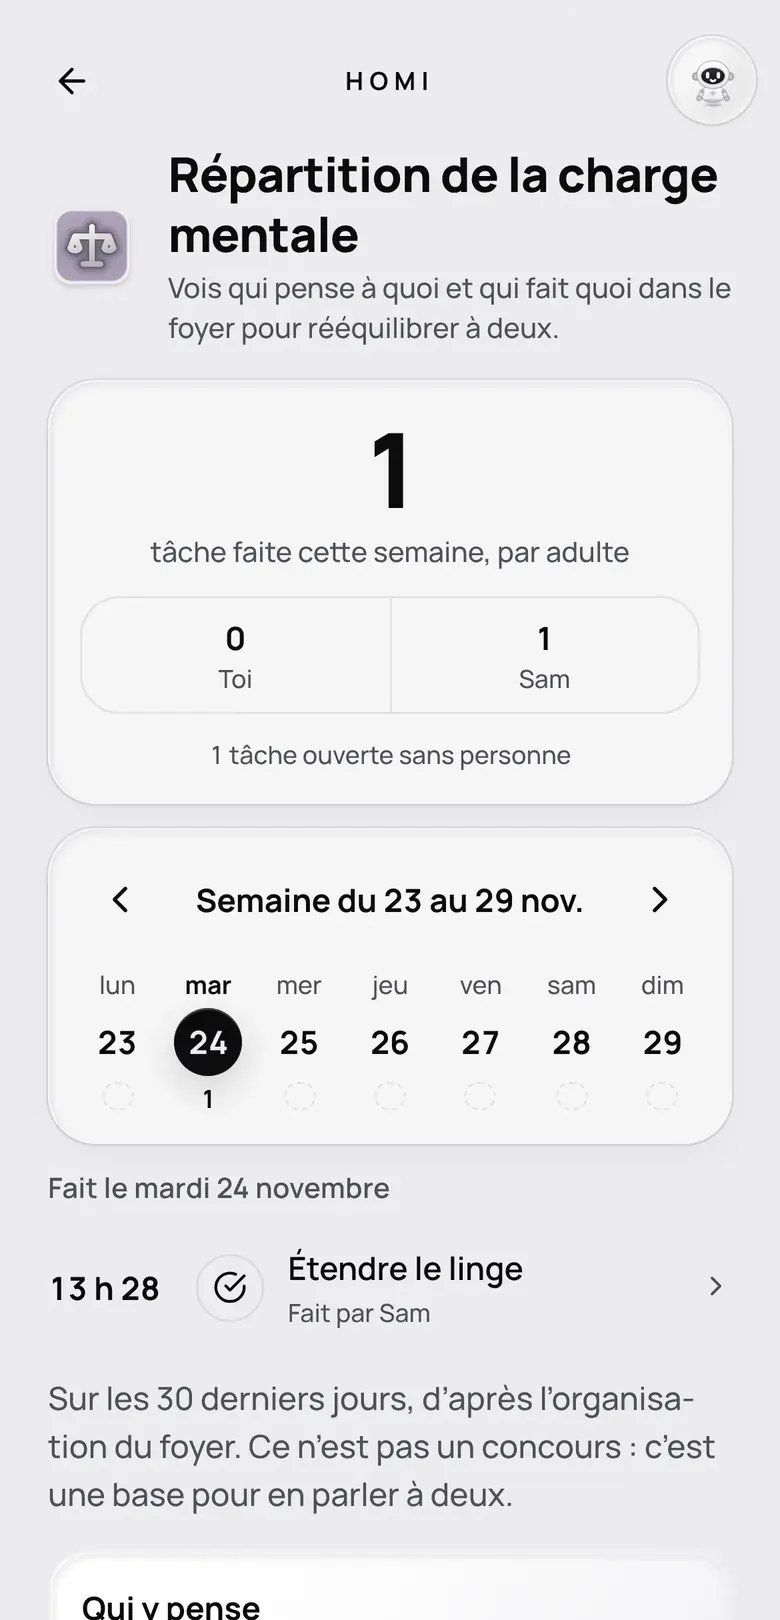 HOMI
Répartition de la charge
mentale
Vois qui pense à quoi et qui fait quoi dans le
foyer pour rééquilibrer à deux.
1
tâche faite cette semaine, par adulte
0 1
Toi Sam
1 tâche ouverte sans personne
Semaine du 23 au 29 nov.
lun mar mer jeu ven sam dim
23 24 25 26 27 28 29
1
Fait le mardi 24 novembre
13 h 28
Étendre le linge
Fait par Sam
Sur les 30 derniers jours, d’après l’organisa-
tion du foyer. Ce n’est pas un concours : c’est
une base pour en parler à deux.
Qui y pense